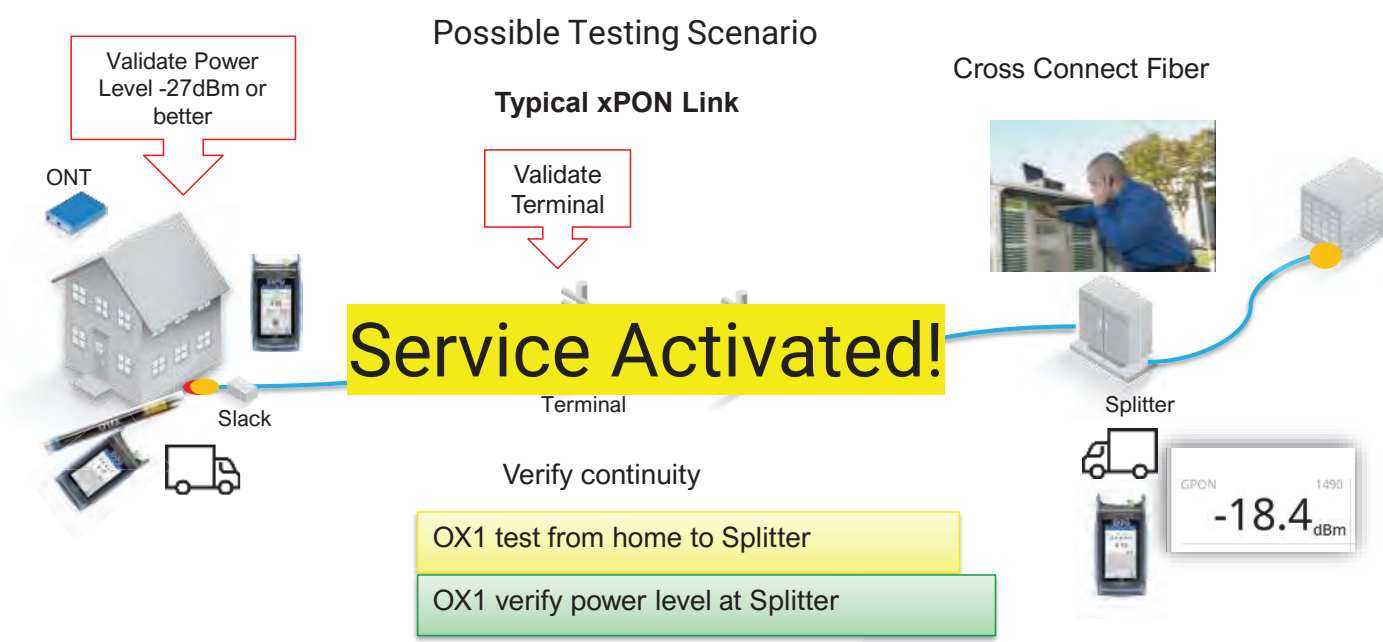 Possible Testing Scenario
Validate Power
Level -27dBm or
better
Cross Connect Fiber
Typical xPON Link
ONT
Validate
Terminal
Service Activated!
Terminal
Slack
Splitter
Verify continuity
GPON
1490
-18.4 dBm
OX1 test from home to Splitter
OX1 verify power level at Splitter